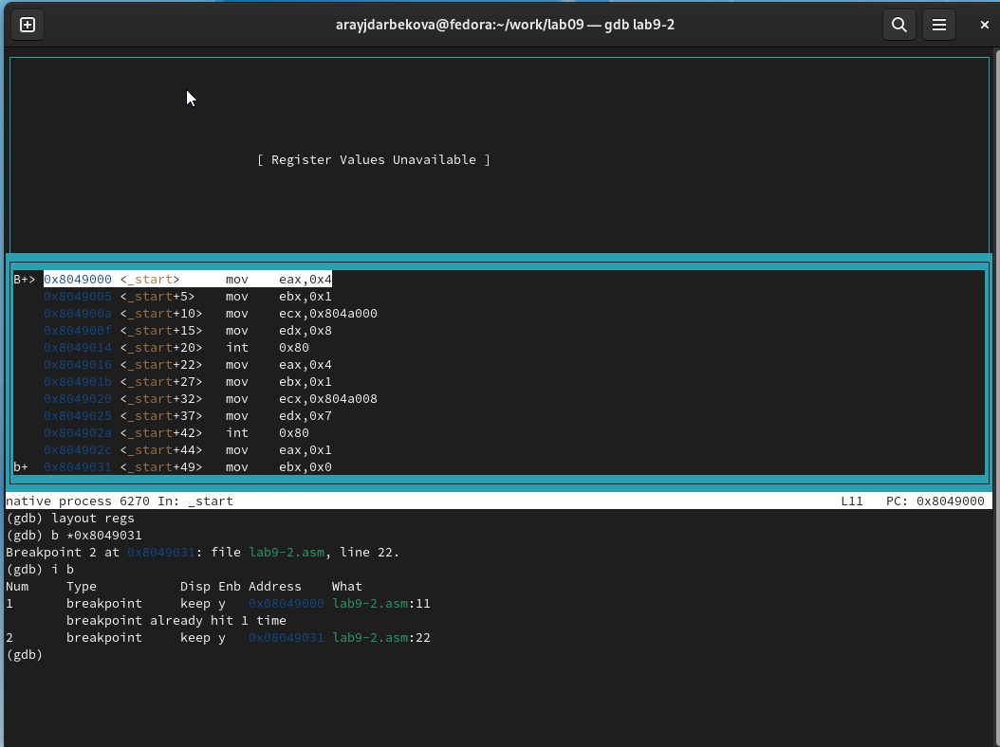 arayjdarbekova@fedora:~/work/lab09 — gdb lab9-2
[ Register Values Unavailable ]
B+> 0x8049000 <_start>      mov    eax,0x4
    0x8049005 <_start+5>    mov    ebx,0x1
    0x804900a <_start+10>   mov    ecx,0x804a000
    0x804900f <_start+15>   mov    edx,0x8
    0x8049014 <_start+20>   int    0x80
    0x8049016 <_start+22>   mov    eax,0x4
    0x804901b <_start+27>   mov    ebx,0x1
    0x8049020 <_start+32>   mov    ecx,0x804a008
    0x8049025 <_start+37>   mov    edx,0x7
    0x804902a <_start+42>   int    0x80
    0x804902c <_start+44>   mov    eax,0x1
b+  0x8049031 <_start+49>   mov    ebx,0x0
native process 6270 In: _start    L11   PC: 0x8049000
(gdb) layout regs
(gdb) b *0x8049031
Breakpoint 2 at 0x8049031: file lab9-2.asm, line 22.
(gdb) i b
Num     Type           Disp Enb Address    What
1       breakpoint     keep y   0x08049000 lab9-2.asm:11
        breakpoint already hit 1 time
2       breakpoint     keep y   0x08049031 lab9-2.asm:22
(gdb)